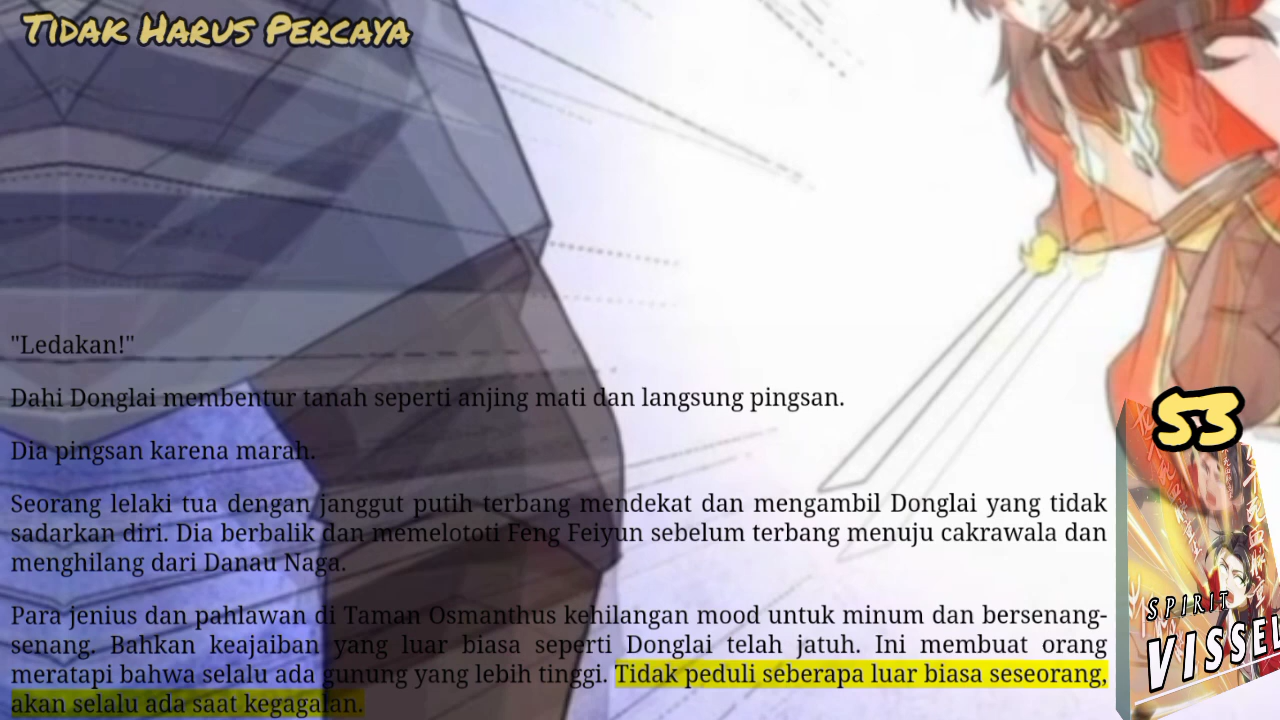 Tidak Harus Percaya
"Ledakan!"
Dahi Donglai membentur tanah seperti anjing mati dan langsung pingsan.
Dia pingsan karena marah.
Seorang lelaki tua dengan janggut putih terbang mendekat dan mengambil Donglai yang tidak
sadarkan diri. Dia berbalik dan memelototi Feng Feiyun sebelum terbang menuju cakrawala dan
menghilang dari Danau Naga.
Para jenius dan pahlawan di Taman Osmanthus kehilangan mood untuk minum dan bersenang-
senang. Bahkan keajaiban yang luar biasa seperti Donglai telah jatuh. Ini membuat orang
meratapi bahwa selalu ada gunung yang lebih tinggi. Tidak peduli seberapa luar biasa seseorang,
akan selalu ada saat kegagalan.
53
SPIRIT
VISSEL